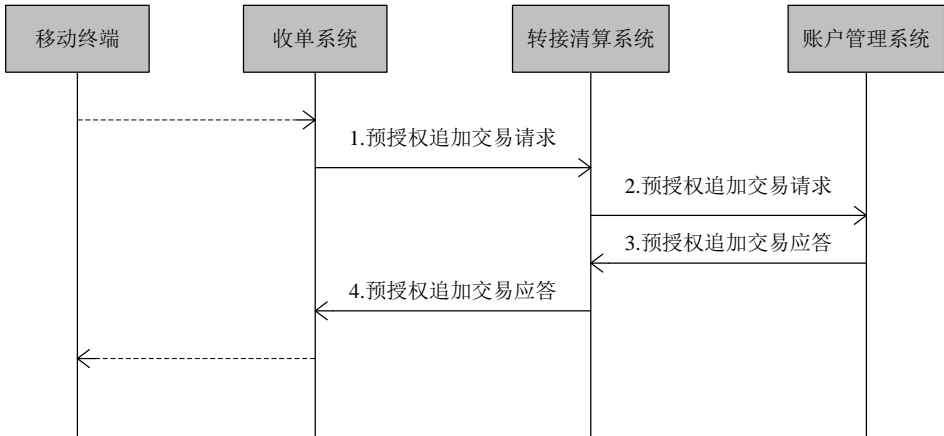 移动终端
收单系统
转接清算系统
账户管理系统
1.预授权追加交易请求
2.预授权追加交易请求
3.预授权追加交易应答
4.预授权追加交易应答